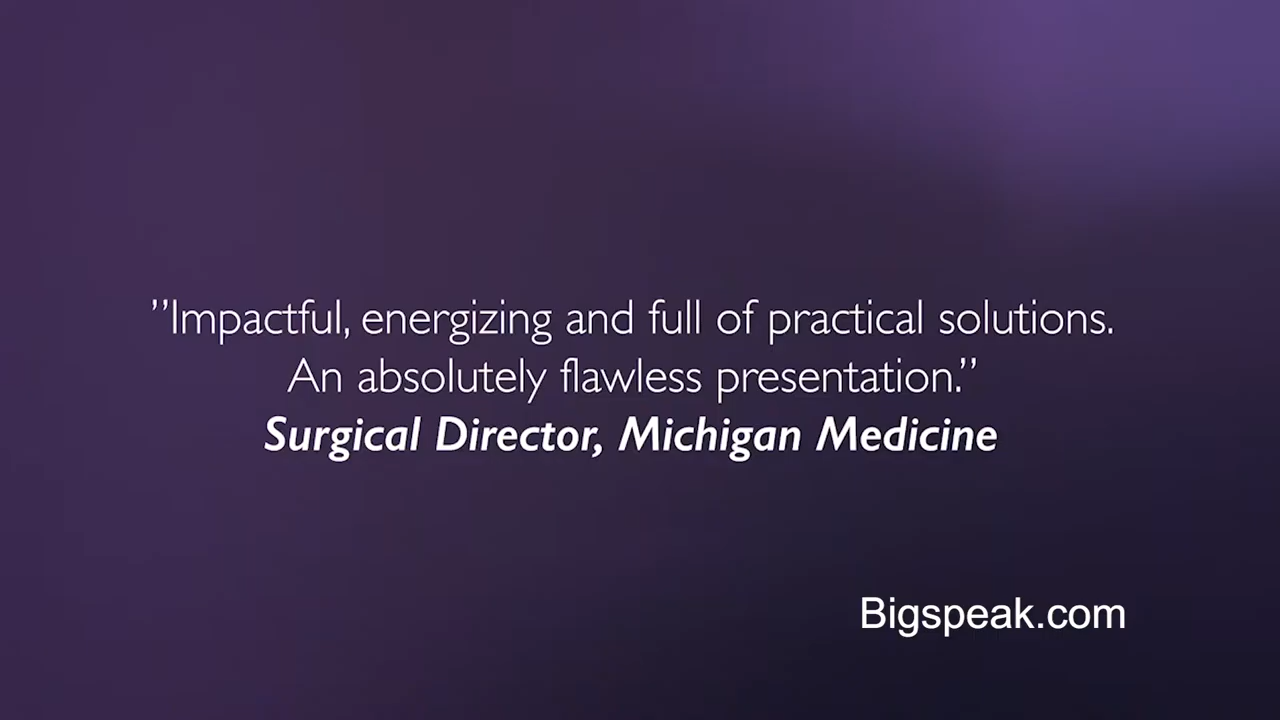 ”Impactful, energizing and full of practical solutions.
An absolutely flawless presentation.”
Surgical Director, Michigan Medicine
Bigspeak.com